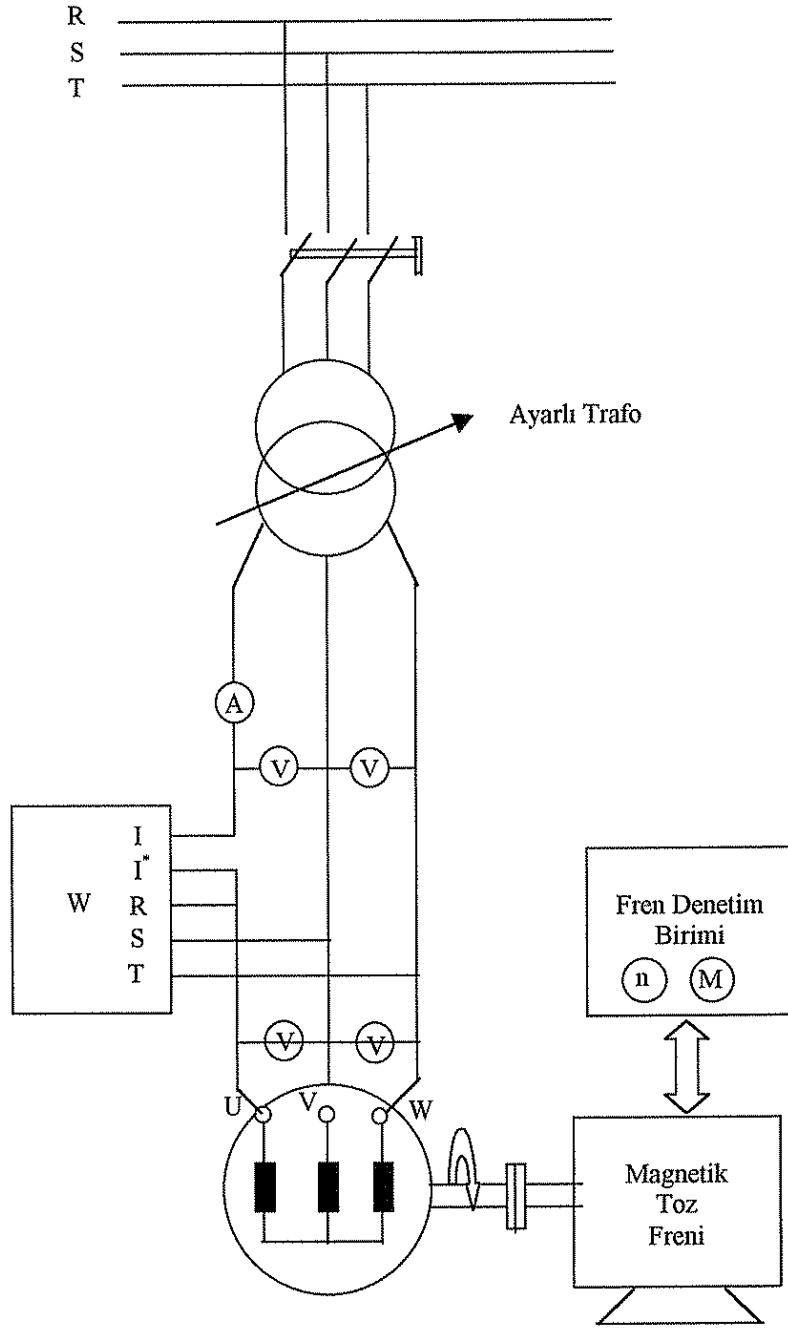 R
S
T
Ayarlı Trafo
A
V V
I
I*
W R
S
T
Fren Denetim
Birimi
n M
V V
U V W
Magnetik
Toz
Freni